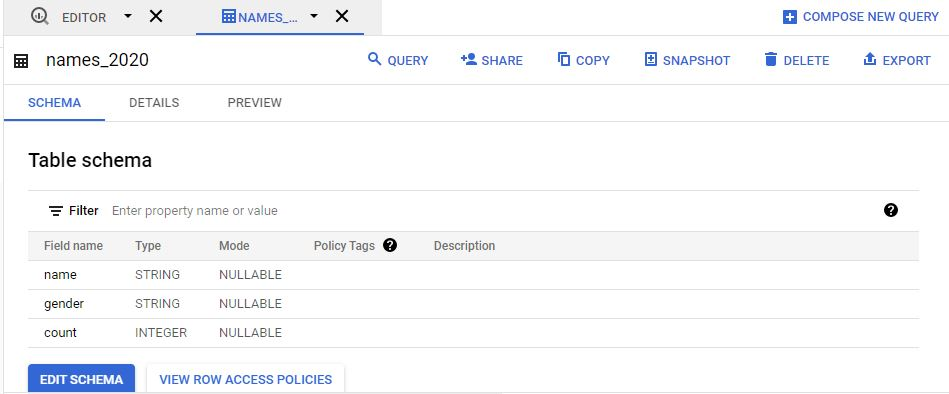 EDITOR
NAMES_...
COMPOSE NEW QUERY
names_2020
QUERY
SHARE
COPY
SNAPSHOT
DELETE
EXPORT
SCHEMA
DETAILS
PREVIEW
Table schema
Filter Enter property name or value
Field name Type Mode Policy Tags Description
name STRING NULLABLE
gender STRING NULLABLE
count INTEGER NULLABLE
EDIT SCHEMA
VIEW ROW ACCESS POLICIES